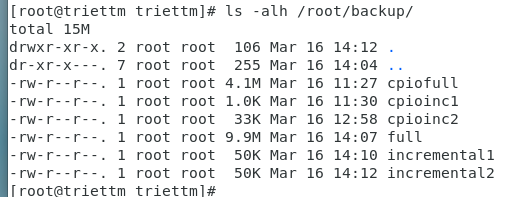 [root@triettm triettm]# ls -alh /root/backup/
total 15M
drwxr-xr-x. 2 root root  106 Mar 16 14:12 .
dr-xr-x---. 7 root root  255 Mar 16 14:04 ..
-rw-r--r--. 1 root root 4.1M Mar 16 11:27 cpiofull
-rw-r--r--. 1 root root 1.0K Mar 16 11:30 cpioinc1
-rw-r--r--. 1 root root  33K Mar 16 12:58 cpioinc2
-rw-r--r--. 1 root root 9.9M Mar 16 14:07 full
-rw-r--r--. 1 root root  50K Mar 16 14:10 incremental1
-rw-r--r--. 1 root root  50K Mar 16 14:12 incremental2
[root@triettm triettm]#